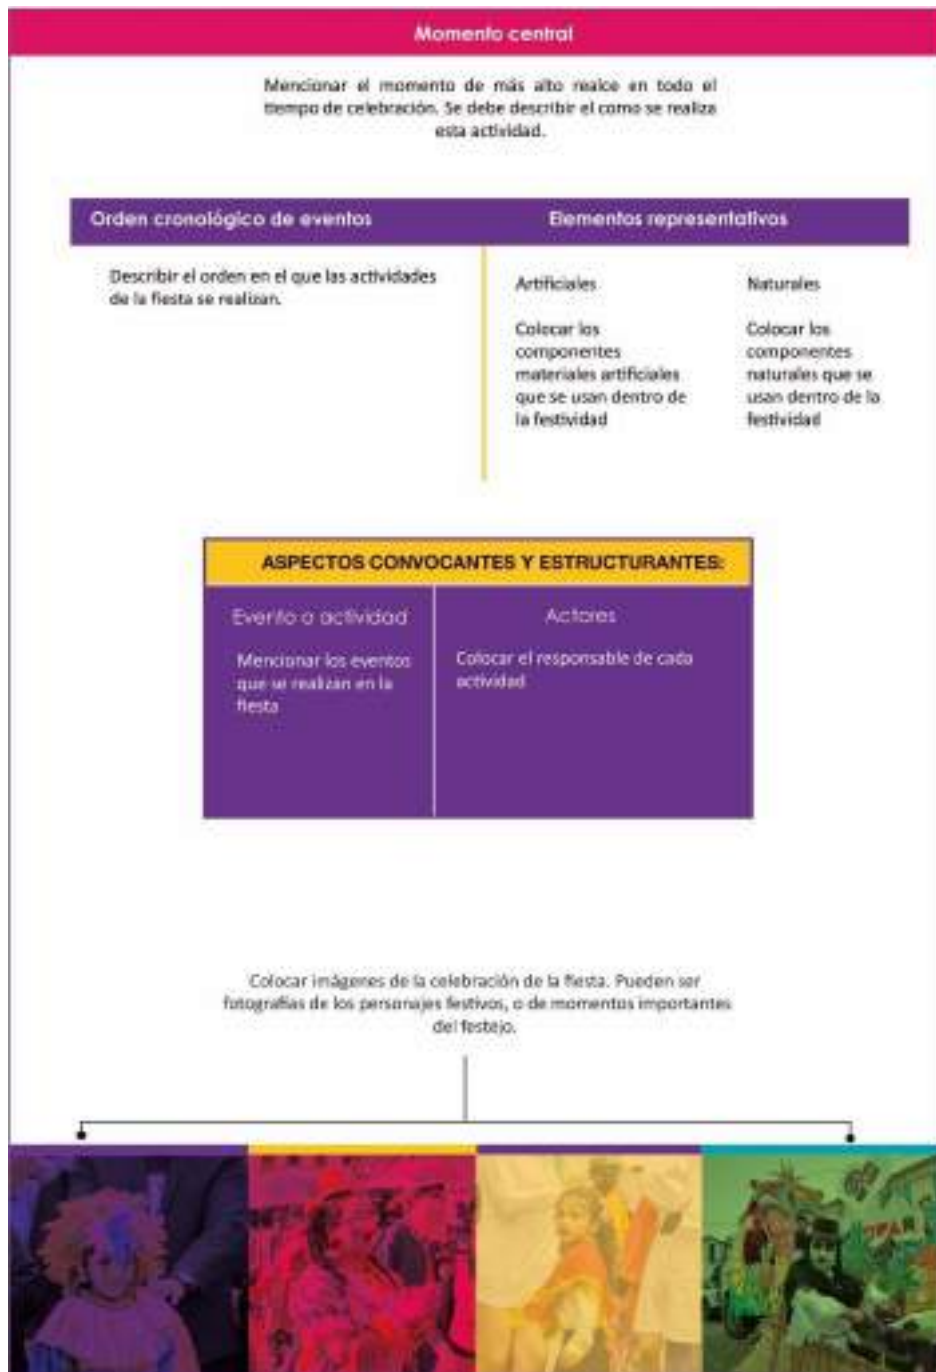 Momento central
Mencionar el momento de más alto realce en todo el
tiempo de celebración. Se debe describir el como se realiza
esta actividad.
Orden cronológico de eventos
Elementos representativos
Describir el orden en el que las actividades
de la fiesta se realizan.
Artificiales
Colocar los
componentes
materiales artificiales
que se usan dentro de
la festividad
Naturales
Colocar los
componentes
naturales que se
usan dentro de la
festividad
ASPECTOS CONVOCANTES Y ESTRUCTURANTES:
Evento o actividad
Mencionar los eventos
que se realizan en la
fiesta
Actores
Colocar el responsable de cada
actividad
Colocar imágenes de la celebración de la fiesta. Pueden ser
fotografías de los personajes festivos, o de momentos importantes
del festejo.